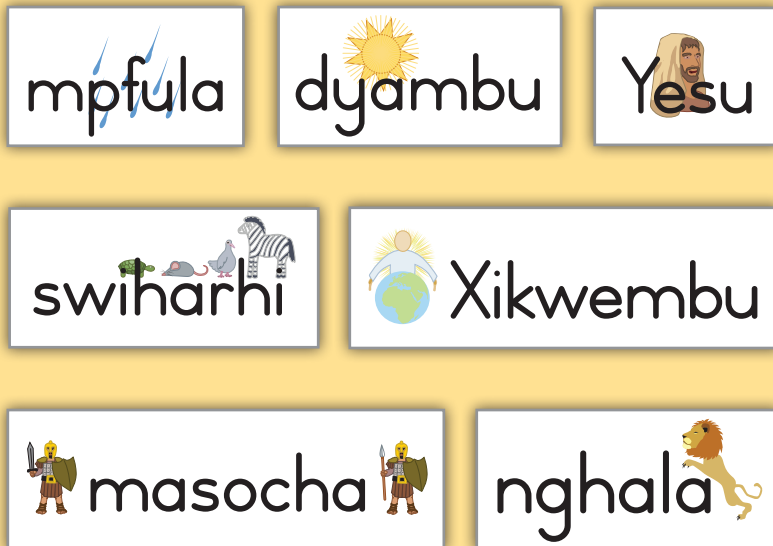 mpfula
dyambu
Yesu
swiharhi
Xikwembu
masocha
nghala